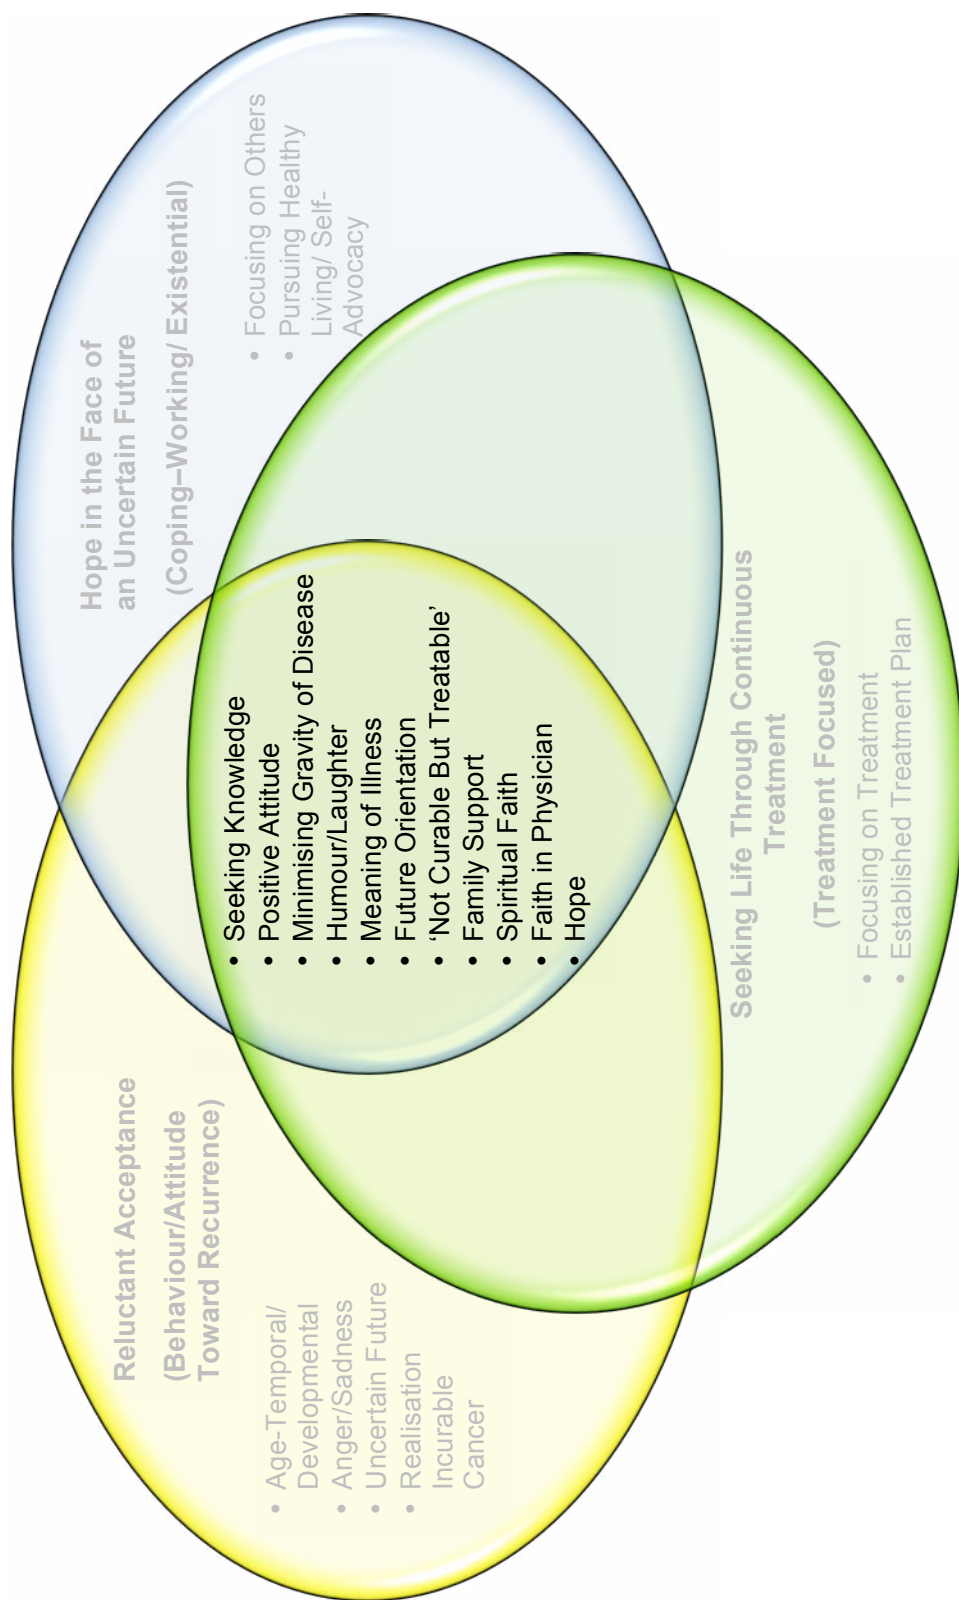 Reluctant Acceptance
(Behaviour/Attitude
Toward Recurrence)
• Age-Temporal/
Developmental
• Anger/Sadness
• Uncertain Future
• Realisation
Incurable
Cancer
Hope in the Face of
an Uncertain Future
(Coping–Working/ Existential)
• Focusing on Others
• Pursuing Healthy
Living/ Self-
Advocacy
• Seeking Knowledge
• Positive Attitude
• Minimising Gravity of Disease
• Humour/Laughter
• Meaning of Illness
• Future Orientation
• ‘Not Curable But Treatable’
• Family Support
• Spiritual Faith
• Faith in Physician
• Hope
Seeking Life Through Continuous
Treatment
(Treatment Focused)
• Focusing on Treatment
• Established Treatment Plan